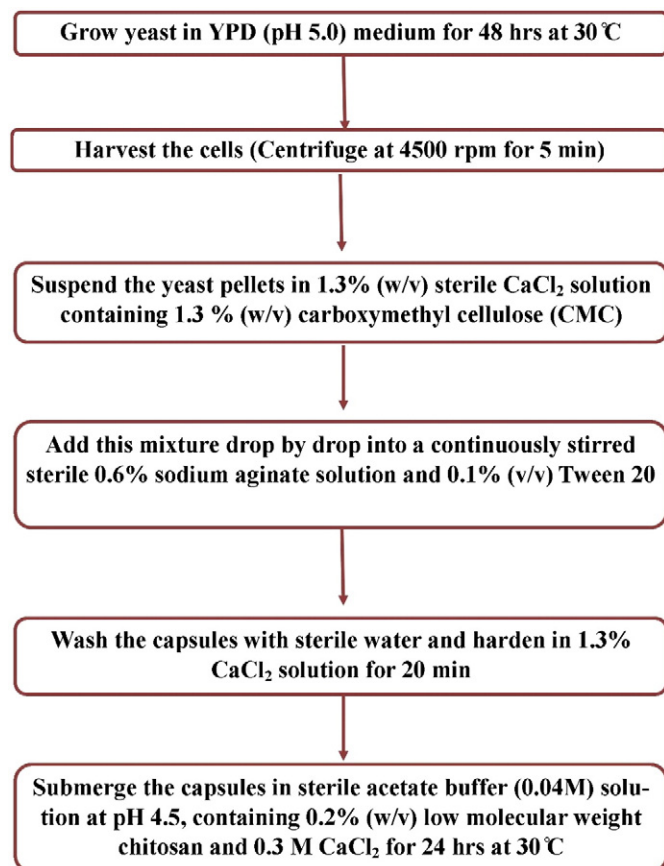 Grow yeast in YPD (pH 5.0) medium for 48 hrs at 30℃
Harvest the cells (Centrifuge at 4500 rpm for 5 min)
Suspend the yeast pellets in 1.3% (w/v) sterile CaCl₂ solution
containing 1.3 % (w/v) carboxymethyl cellulose (CMC)
Add this mixture drop by drop into a continuously stirred
sterile 0.6% sodium aginate solution and 0.1% (v/v) Tween 20
Wash the capsules with sterile water and harden in 1.3%
CaCl₂ solution for 20 min
Submerge the capsules in sterile acetate buffer (0.04M) solu-
tion at pH 4.5, containing 0.2% (w/v) low molecular weight
chitosan and 0.3 M CaCl₂ for 24 hrs at 30℃